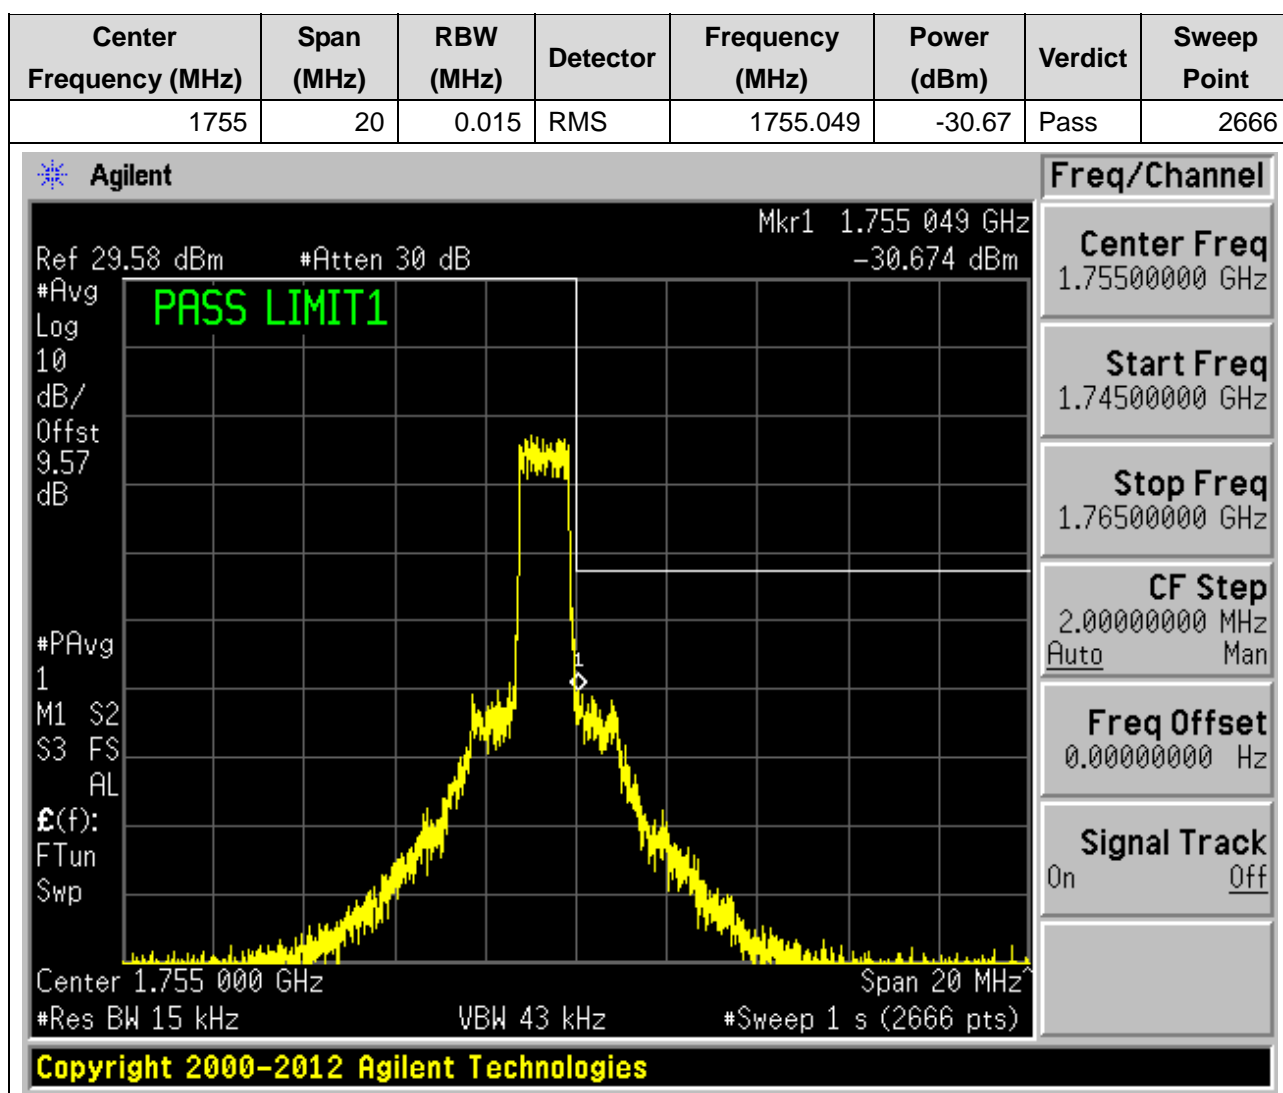 Center Frequency (MHz) Span (MHz) RBW (MHz) Detector Frequency (MHz) Power (dBm) Verdict Sweep Point
1755 20 0.015 RMS 1755.049 -30.67 Pass 2666
Agilent
Freq/Channel
Mkr1 1.755 049 GHz
Ref 29.58 dBm #Atten 30 dB -30.674 dBm
#Avg
Log
10
dB/
Offst
9.57
dB
PASS LIMIT1
1
#PAvg
1
M1 S2
S3 FS
AL
£(f):
FTun
Swp
Center 1.755 000 GHz Span 20 MHz^
#Res BW 15 kHz VBW 43 kHz #Sweep 1 s (2666 pts)
Center Freq
1.75500000 GHz
Start Freq
1.74500000 GHz
Stop Freq
1.76500000 GHz
CF Step
2.00000000 MHz
Auto Man
Freq Offset
0.00000000 Hz
Signal Track
On Off
Copyright 2000-2012 Agilent Technologies